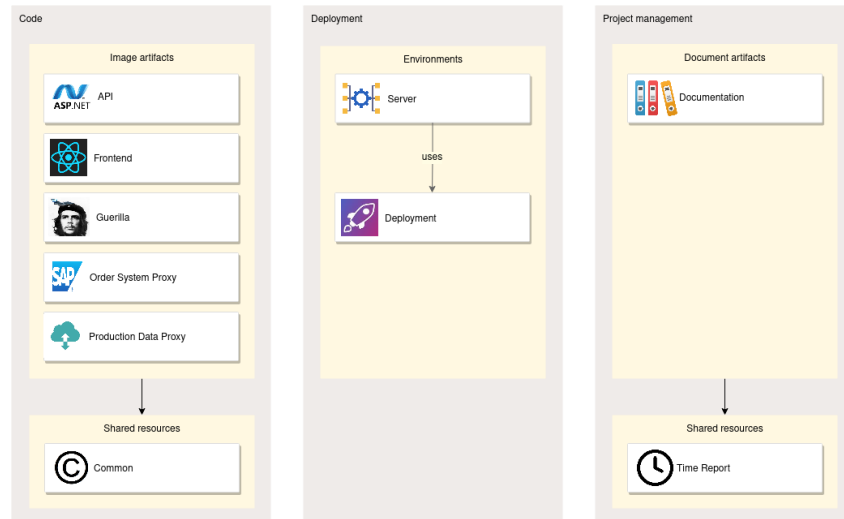 Code
Image artifacts
ASP.NET
API
Frontend
Guerilla
SAP
Order System Proxy
Production Data Proxy
Shared resources
C
Common
Deployment
Environments
Server
uses
Deployment
Project management
Document artifacts
Documentation
Shared resources
Time Report